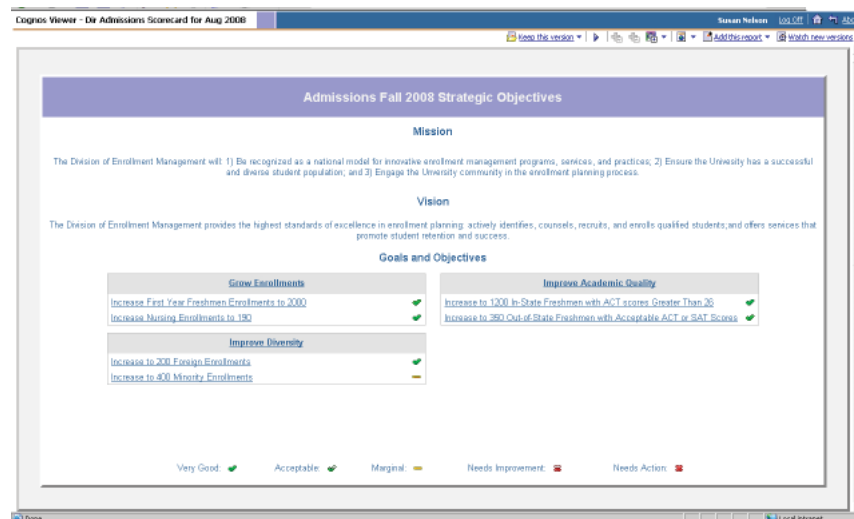 Cognos Viewer - Dir Admissions Scorecard for Aug 2008
Susan Nelson Log Off Abo
Keep this version Add this report Watch new versions
Admissions Fall 2008 Strategic Objectives
Mission
The Division of Enrollment Management will: 1) Be recognized as a national model for innovative enrollment management programs, services, and practices; 2) Ensure the Univesity has a successful
and diverse student population; and 3) Engage the Unversity community in the enrollment planning process.
Vision
The Division of Enrollment Management provides the highest standards of excellence in enrollment planning: actively identifies, counsels, recruits, and enrolls qualified students;and offers services that
promote student retention and success.
Goals and Objectives
Grow Enrollments
Increase First Year Freshmen Enrollments to 2000
Increase Nursing Enrollments to 190
Improve Academic Quality
Increase to 1200 In-State Freshmen with ACT scores Greater Than 26
Increase to 350 Out-of-State Freshmen with Acceptable ACT or SAT Scores
Improve Diversity
Increase to 200 Foreign Enrollments
Increase to 400 Minority Enrollments
Very Good: Acceptable: Marginal: Needs Improvement: Needs Action:
Done Local intranet